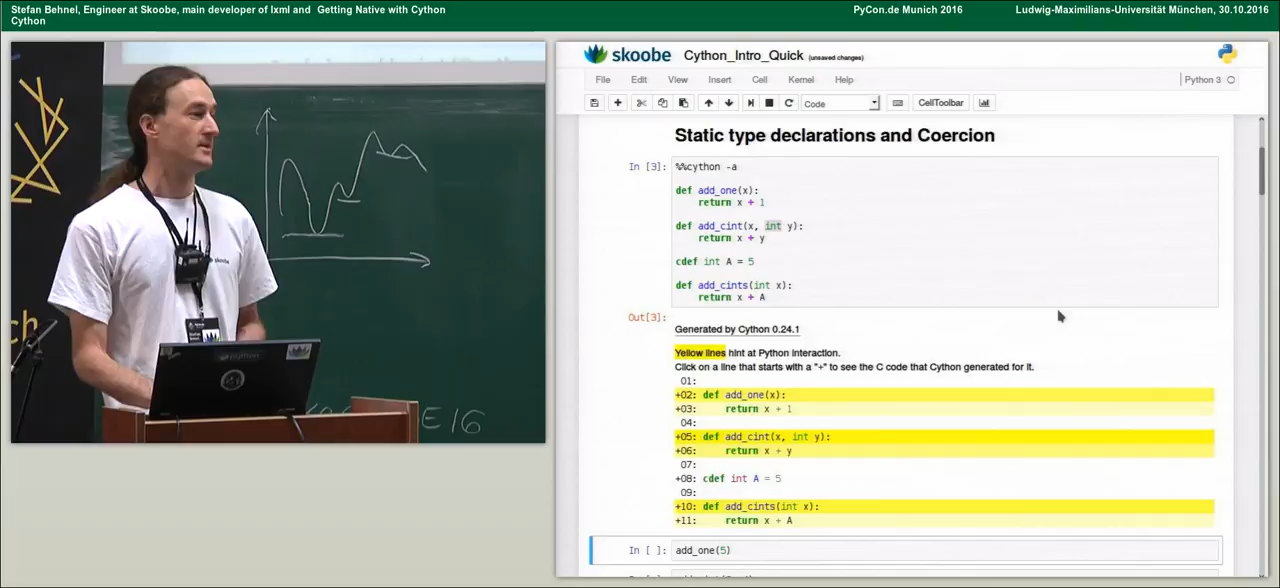 Stefan Behnel, Engineer at Skoobe, main developer of lxml and Cython
Getting Native with Cython
PyCon.de Munich 2016
Ludwig-Maximilians-Universität München, 30.10.2016
python
E16
skoobe Cython_Intro_Quick (unsaved changes)
File Edit View Insert Cell Kernel Help
Python 3
Code
CellToolbar
Static type declarations and Coercion
In [3]: %%cython -a
def add_one(x):
return x + 1
def add_cint(x, int y):
return x + y
cdef int A = 5
def add_cints(int x):
return x + A
Out[3]:
Generated by Cython 0.24.1
Yellow lines hint at Python interaction.
Click on a line that starts with a "+" to see the C code that Cython generated for it.
01:
+02: def add_one(x):
+03: return x + 1
04:
+05: def add_cint(x, int y):
+06: return x + y
07:
+08: cdef int A = 5
09:
+10: def add_cints(int x):
+11: return x + A
In [ ]: add_one(5)